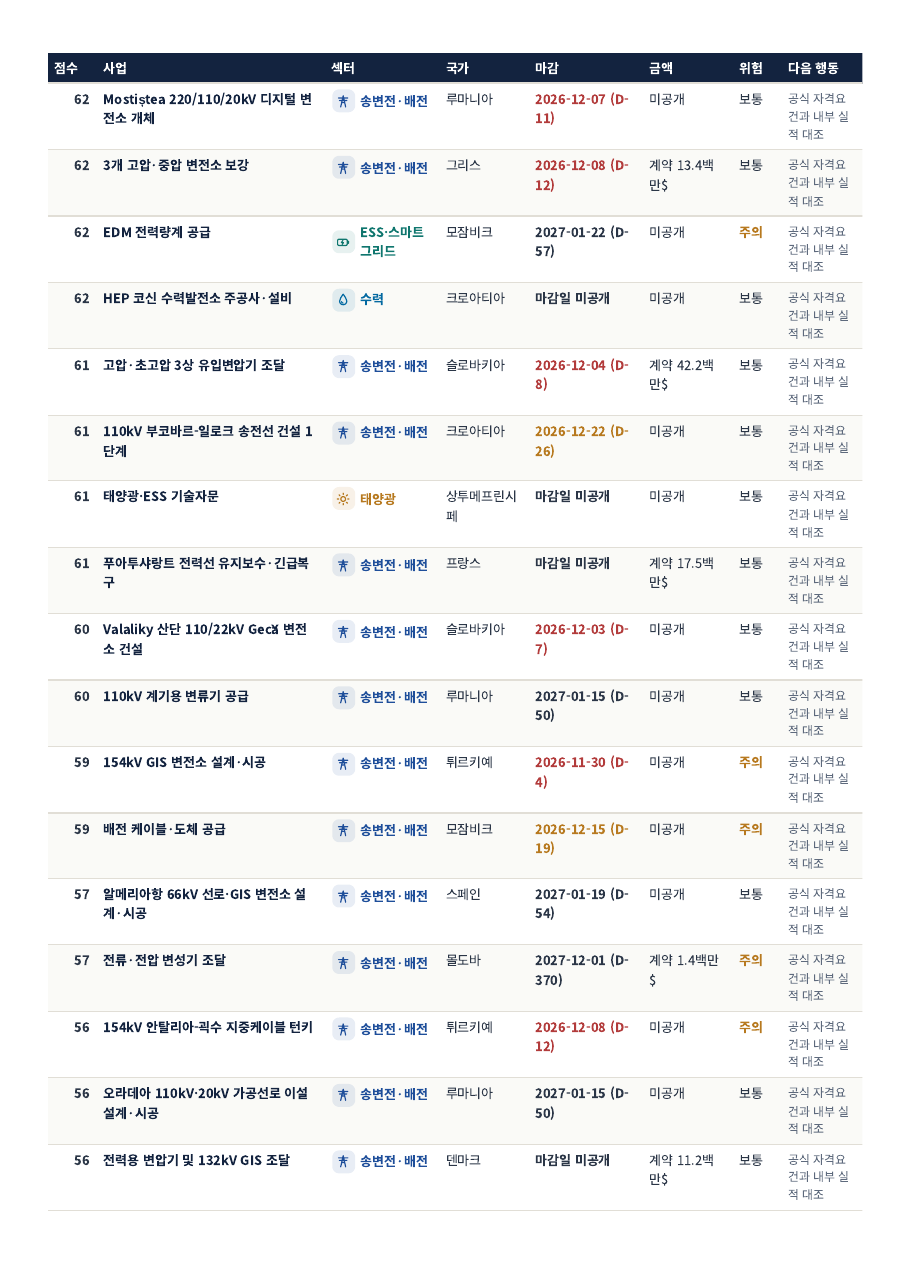 점수 사업 섹터 국가 마감 금액 위험 다음 행동
62 Mostiștea 220/110/20kV 디지털 변 송변전·배전 루마니아 2026-12-07 (D- 미공개 보통 공식 자격요
전소 개체 11) 건과 내부 실
적 대조
62 3개 고압·중압 변전소 보강 송변전·배전 그리스 2026-12-08 (D- 계약 13.4백 보통 공식 자격요
12) 만$ 건과 내부 실
적 대조
62 EDM 전력량계 공급 ESS·스마트 모잠비크 2027-01-22 (D- 미공개 주의 공식 자격요
그리드 57) 건과 내부 실
적 대조
62 HEP 코신 수력발전소 주공사·설비 수력 크로아티아 마감일 미공개 미공개 보통 공식 자격요
건과 내부 실
적 대조
61 고압·초고압 3상 유입변압기 조달 송변전·배전 슬로바키아 2026-12-04 (D- 계약 42.2백 보통 공식 자격요
8) 만$ 건과 내부 실
적 대조
61 110kV 부코바르-일로크 송전선 건설 1 송변전·배전 크로아티아 2026-12-22 (D- 미공개 보통 공식 자격요
단계 26) 건과 내부 실
적 대조
61 태양광·ESS 기술자문 태양광 상투메프린시 마감일 미공개 미공개 보통 공식 자격요
페 건과 내부 실
적 대조
61 푸아투샤랑트 전력선 유지보수·긴급복 송변전·배전 프랑스 마감일 미공개 계약 17.5백 보통 공식 자격요
구 만$ 건과 내부 실
적 대조
60 Valaliky 산단 110/22kV 변전 송변전·배전 슬로바키아 2026-12-03 (D- 미공개 보통 공식 자격요
소 건설 7) 건과 내부 실
적 대조
60 110kV 계기용 변류기 공급 송변전·배전 루마니아 2027-01-15 (D- 미공개 보통 공식 자격요
50) 건과 내부 실
적 대조
59 154kV GIS 변전소 설계·시공 송변전·배전 튀르키예 2026-11-30 (D- 미공개 주의 공식 자격요
4) 건과 내부 실
적 대조
59 배전 케이블·도체 공급 송변전·배전 모잠비크 2026-12-15 (D- 미공개 주의 공식 자격요
19) 건과 내부 실
적 대조
57 알메리아항 66kV 선로·GIS 변전소 설 송변전·배전 스페인 2027-01-19 (D- 미공개 보통 공식 자격요
계·시공 54) 건과 내부 실
적 대조
57 전류·전압 변성기 조달 송변전·배전 몰도바 2027-12-01 (D- 계약 1.4백만 주의 공식 자격요
370) $ 건과 내부 실
적 대조
56 154kV 안탈리아-괵수 지중케이블 턴키 송변전·배전 튀르키예 2026-12-08 (D- 미공개 주의 공식 자격요
12) 건과 내부 실
적 대조
56 오라데아 110kV·20kV 가공선로 이설 송변전·배전 루마니아 2027-01-15 (D- 미공개 보통 공식 자격요
설계·시공 50) 건과 내부 실
적 대조
56 전력용 변압기 및 132kV GIS 조달 송변전·배전 덴마크 마감일 미공개 계약 11.2백 보통 공식 자격요
만$ 건과 내부 실
적 대조